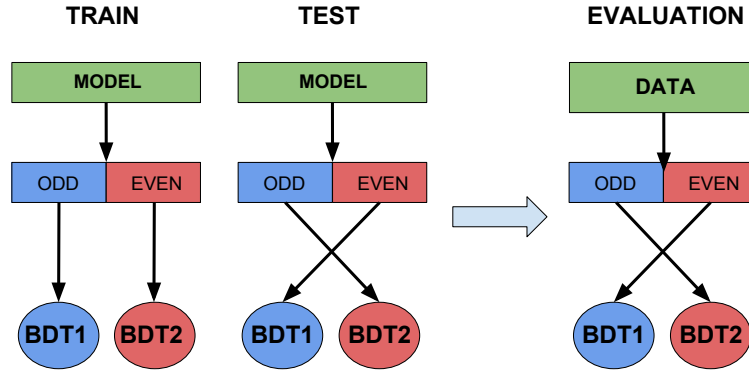 TRAIN TEST EVALUATION
MODEL MODEL DATA
ODD EVEN ODD EVEN ODD EVEN
BDT1 BDT2 BDT1 BDT2 BDT1 BDT2